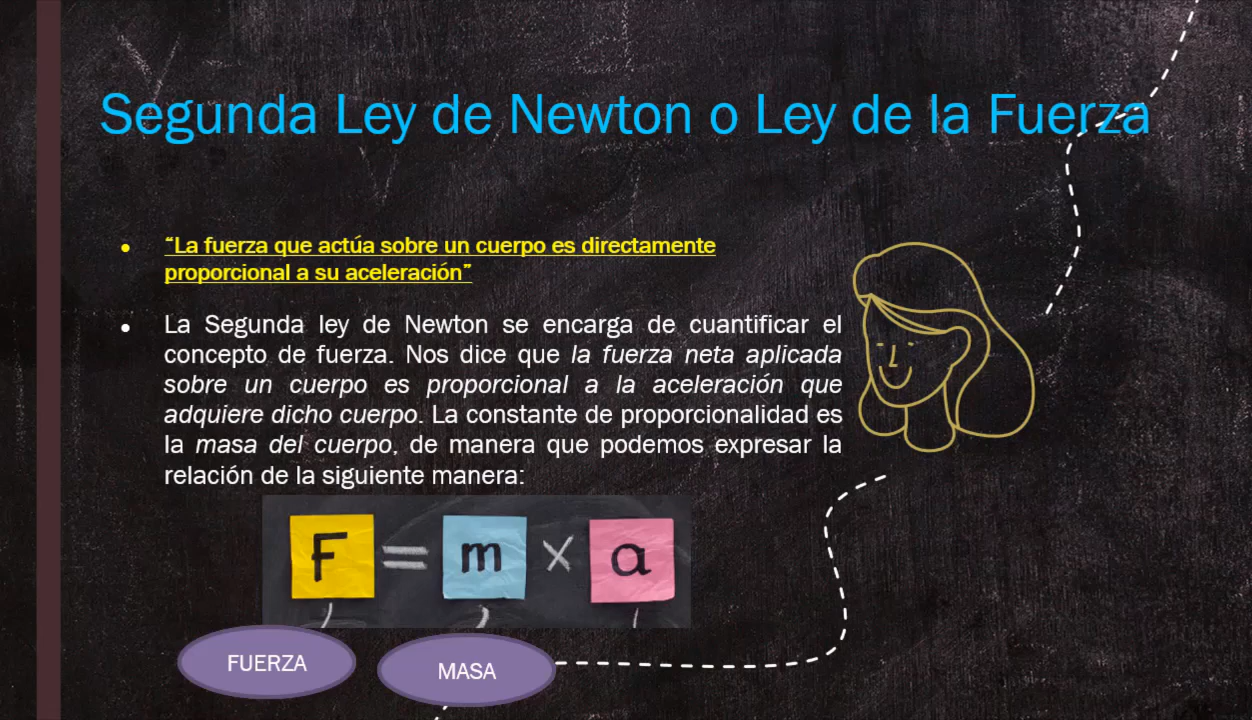 Segunda Ley de Newton o Ley de la Fuerza
“La fuerza que actúa sobre un cuerpo es directamente
proporcional a su aceleración”
La Segunda ley de Newton se encarga de cuantificar el
concepto de fuerza. Nos dice que la fuerza neta aplicada
sobre un cuerpo es proporcional a la aceleración que
adquiere dicho cuerpo. La constante de proporcionalidad es
la masa del cuerpo, de manera que podemos expresar la
relación de la siguiente manera:
F = m × a
FUERZA
MASA